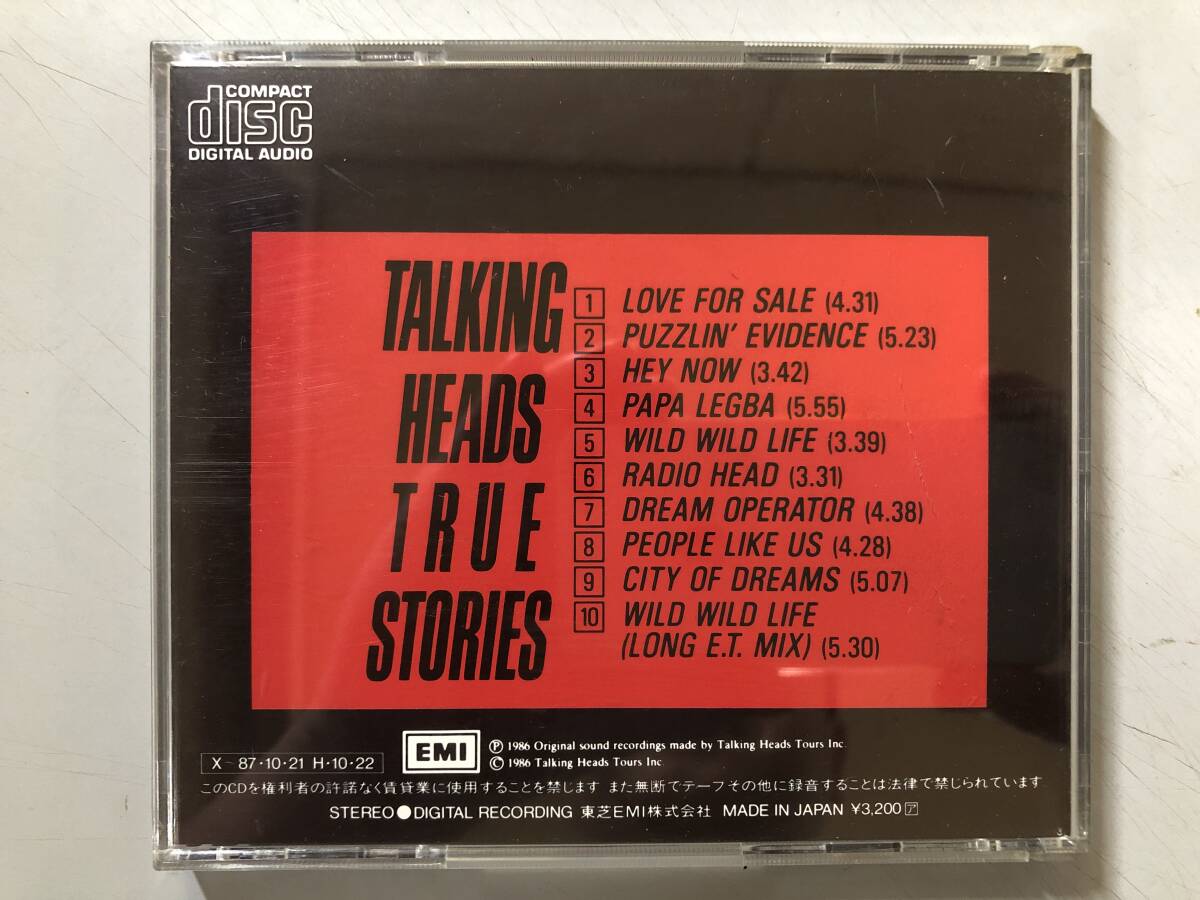 COMPACT
disc
DIGITAL AUDIO
TALKING
HEADS
TRUE
STORIES
1 LOVE FOR SALE (4.31)
2 PUZZLIN' EVIDENCE (5.23)
3 HEY NOW (3.42)
4 PAPA LEGBA (5.55)
5 WILD WILD LIFE (3.39)
6 RADIO HEAD (3.31)
7 DREAM OPERATOR (4.38)
8 PEOPLE LIKE US (4.28)
9 CITY OF DREAMS (5.07)
10 WILD WILD LIFE
(LONG E.T. MIX) (5.30)
EMI
Ⓟ 1986 Original sound recordings made by Talking Heads Tours Inc.
© 1986 Talking Heads Tours Inc.
X-87·10·21 H·10·22
このCDを権利者の許諾なく賃貸業に使用することを禁じます また無断でテープその他に録音することは法律で禁じられています
STEREO●DIGITAL RECORDING 東芝EMI株式会社 MADE IN JAPAN ¥3,200 ア